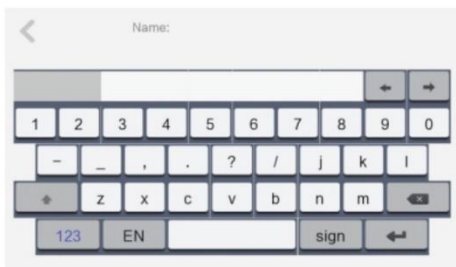 Name:
1 2 3 4 5 6 7 8 9 0
- _ , . ? / j k l
z x c v b n m
123 EN sign